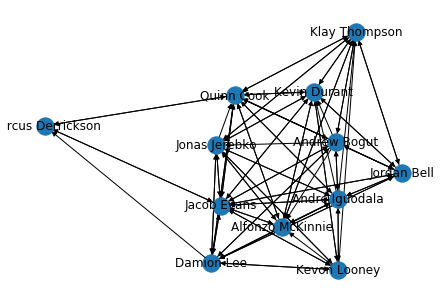 Klay Thompson
Quinn Cook
Kevin Durant
rcus Derrickson
Jonas Jerebko
Andrew Bogut
Jordan Bell
Jacob Evans
Andre Iguodala
Alfonzo McKinnie
Damion Lee
Kevon Looney